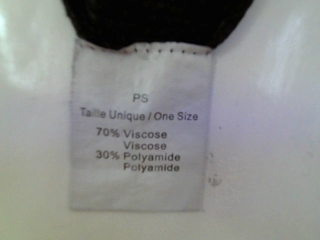 PS
Taille Unique / One Size
70% Viscose
Viscose
30% Polyamide
Polyamide